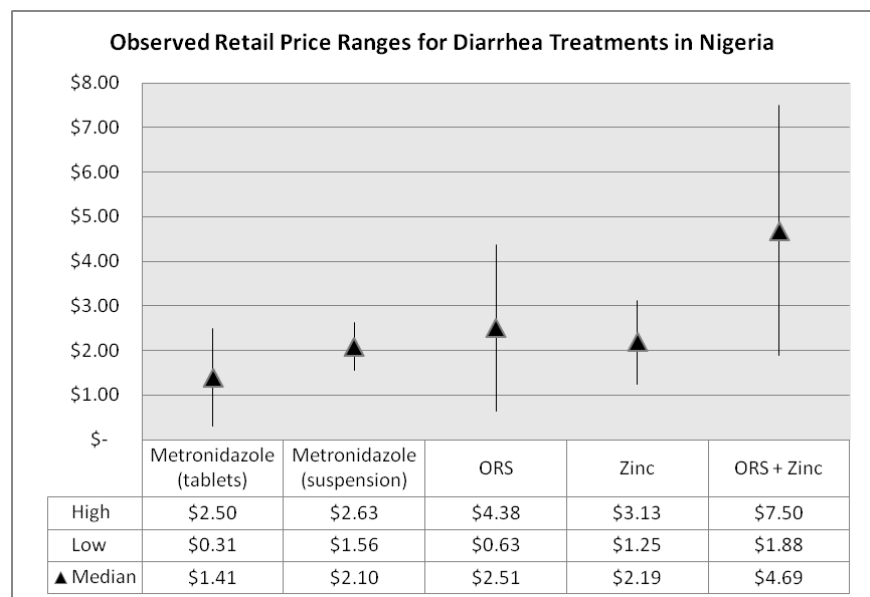 Observed Retail Price Ranges for Diarrhea Treatments in Nigeria
$8.00
$7.00
$6.00
$5.00
$4.00
$3.00
$2.00
$1.00
$-
Metronidazole (tablets) Metronidazole (suspension) ORS Zinc ORS + Zinc
High $2.50 $2.63 $4.38 $3.13 $7.50
Low $0.31 $1.56 $0.63 $1.25 $1.88
▲ Median $1.41 $2.10 $2.51 $2.19 $4.69